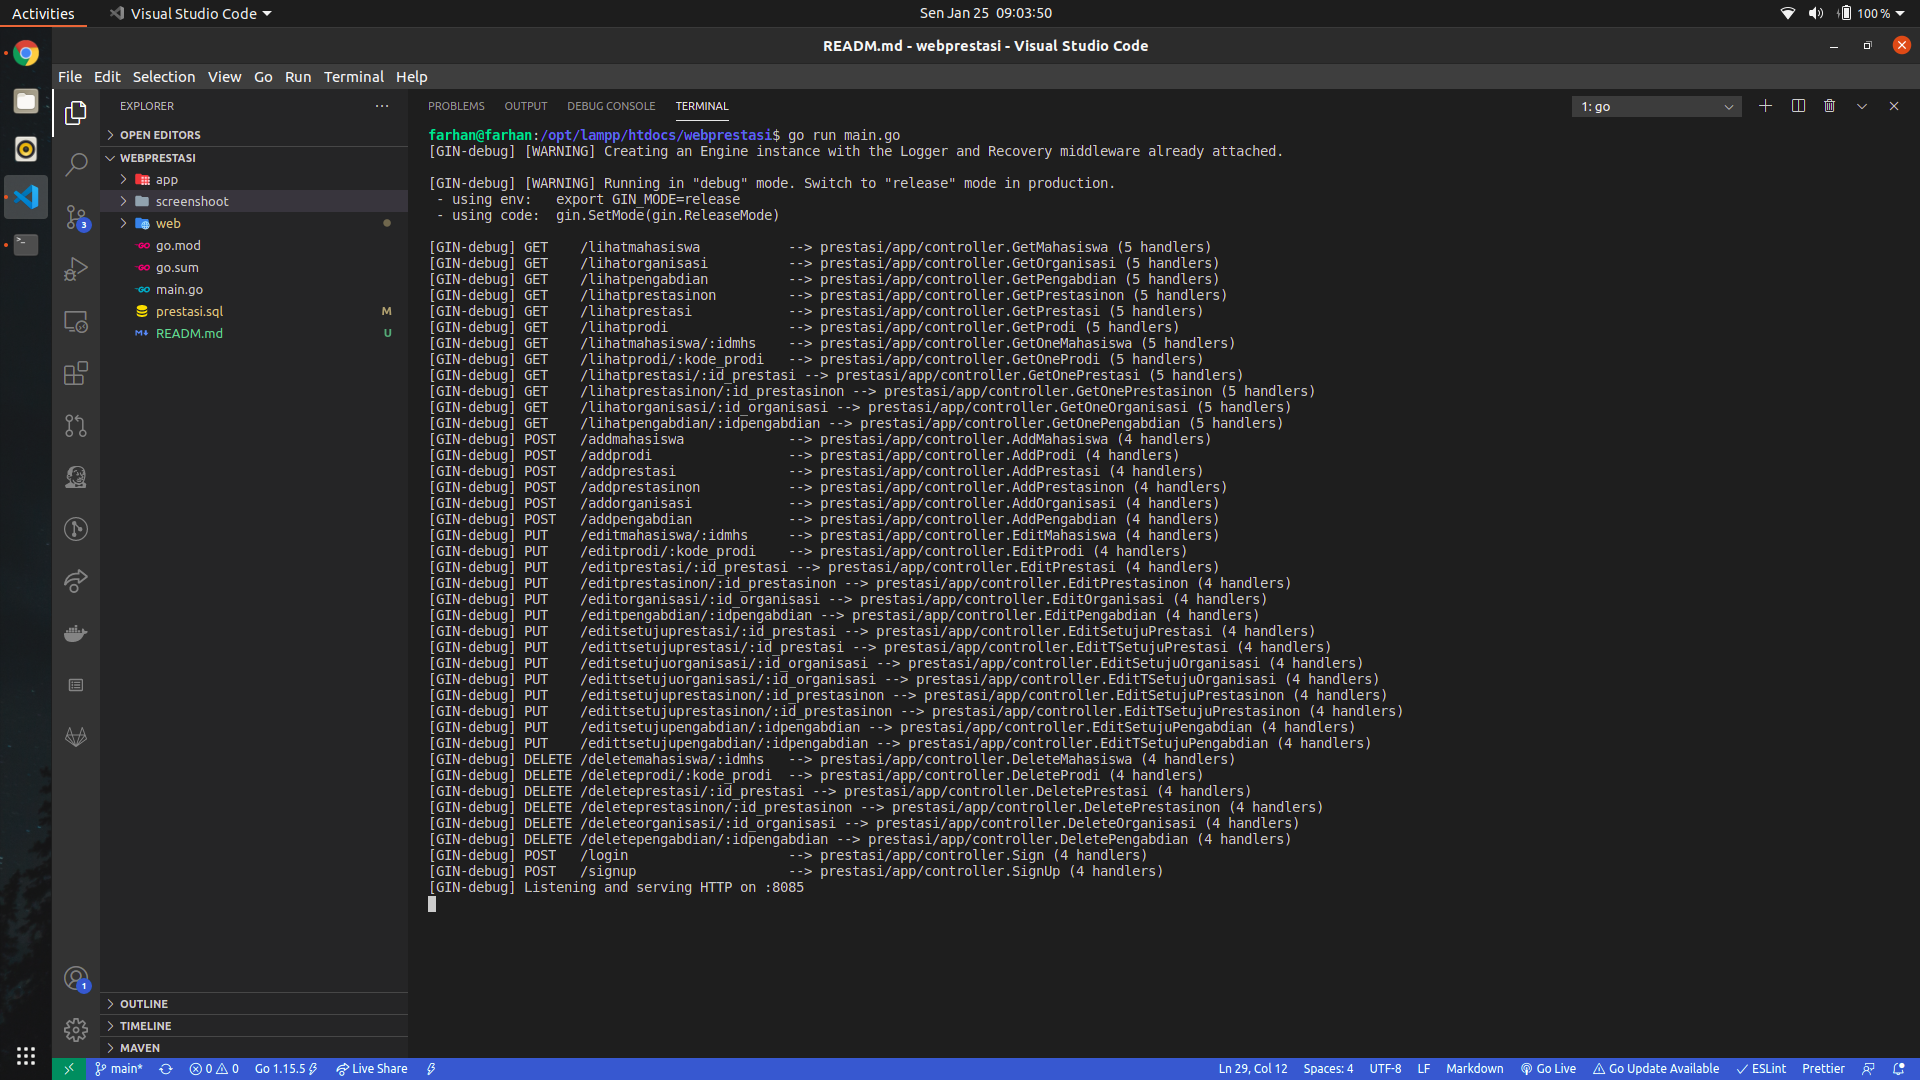 Activities
Visual Studio Code
Sen Jan 25 09:03:50
100 %
READM.md - webprestasi - Visual Studio Code
File Edit Selection View Go Run Terminal Help
EXPLORER
PROBLEMS OUTPUT DEBUG CONSOLE TERMINAL
1: go
OPEN EDITORS
WEBPRESTASI
app
screenshoot
web
go.mod
go.sum
main.go
prestasi.sql M
READM.md U
3
1
OUTLINE
TIMELINE
MAVEN
farhan@farhan:/opt/lampp/htdocs/webprestasi$ go run main.go
[GIN-debug] [WARNING] Creating an Engine instance with the Logger and Recovery middleware already attached.
[GIN-debug] [WARNING] Running in "debug" mode. Switch to "release" mode in production.
- using env: export GIN_MODE=release
- using code: gin.SetMode(gin.ReleaseMode)
[GIN-debug] GET /lihatmahasiswa --> prestasi/app/controller.GetMahasiswa (5 handlers)
[GIN-debug] GET /lihatorganisasi --> prestasi/app/controller.GetOrganisasi (5 handlers)
[GIN-debug] GET /lihatpengabdian --> prestasi/app/controller.GetPengabdian (5 handlers)
[GIN-debug] GET /lihatprestasinon --> prestasi/app/controller.GetPrestasinon (5 handlers)
[GIN-debug] GET /lihatprestasi --> prestasi/app/controller.GetPrestasi (5 handlers)
[GIN-debug] GET /lihatprodi --> prestasi/app/controller.GetProdi (5 handlers)
[GIN-debug] GET /lihatmahasiswa/:idmhs --> prestasi/app/controller.GetOneMahasiswa (5 handlers)
[GIN-debug] GET /lihatprodi/:kode_prodi --> prestasi/app/controller.GetOneProdi (5 handlers)
[GIN-debug] GET /lihatprestasi/:id_prestasi --> prestasi/app/controller.GetOnePrestasi (5 handlers)
[GIN-debug] GET /lihatprestasinon/:id_prestasinon --> prestasi/app/controller.GetOnePrestasinon (5 handlers)
[GIN-debug] GET /lihatorganisasi/:id_organisasi --> prestasi/app/controller.GetOneOrganisasi (5 handlers)
[GIN-debug] GET /lihatpengabdian/:idpengabdian --> prestasi/app/controller.GetOnePengabdian (5 handlers)
[GIN-debug] POST /addmahasiswa --> prestasi/app/controller.AddMahasiswa (4 handlers)
[GIN-debug] POST /addprodi --> prestasi/app/controller.AddProdi (4 handlers)
[GIN-debug] POST /addprestasi --> prestasi/app/controller.AddPrestasi (4 handlers)
[GIN-debug] POST /addprestasinon --> prestasi/app/controller.AddPrestasinon (4 handlers)
[GIN-debug] POST /addorganisasi --> prestasi/app/controller.AddOrganisasi (4 handlers)
[GIN-debug] POST /addpengabdian --> prestasi/app/controller.AddPengabdian (4 handlers)
[GIN-debug] PUT /editmahasiswa/:idmhs --> prestasi/app/controller.EditMahasiswa (4 handlers)
[GIN-debug] PUT /editprodi/:kode_prodi --> prestasi/app/controller.EditProdi (4 handlers)
[GIN-debug] PUT /editprestasi/:id_prestasi --> prestasi/app/controller.EditPrestasi (4 handlers)
[GIN-debug] PUT /editprestasinon/:id_prestasinon --> prestasi/app/controller.EditPrestasinon (4 handlers)
[GIN-debug] PUT /editorganisasi/:id_organisasi --> prestasi/app/controller.EditOrganisasi (4 handlers)
[GIN-debug] PUT /editpengabdian/:idpengabdian --> prestasi/app/controller.EditPengabdian (4 handlers)
[GIN-debug] PUT /editsetujuprestasi/:id_prestasi --> prestasi/app/controller.EditSetujuPrestasi (4 handlers)
[GIN-debug] PUT /edittsetujuprestasi/:id_prestasi --> prestasi/app/controller.EditTSetujuPrestasi (4 handlers)
[GIN-debug] PUT /editsetujuorganisasi/:id_organisasi --> prestasi/app/controller.EditSetujuOrganisasi (4 handlers)
[GIN-debug] PUT /edittsetujuorganisasi/:id_organisasi --> prestasi/app/controller.EditTSetujuOrganisasi (4 handlers)
[GIN-debug] PUT /editsetujuprestasinon/:id_prestasinon --> prestasi/app/controller.EditSetujuPrestasinon (4 handlers)
[GIN-debug] PUT /edittsetujuprestasinon/:id_prestasinon --> prestasi/app/controller.EditTSetujuPrestasinon (4 handlers)
[GIN-debug] PUT /editsetujupengabdian/:idpengabdian --> prestasi/app/controller.EditSetujuPengabdian (4 handlers)
[GIN-debug] PUT /edittsetujupengabdian/:idpengabdian --> prestasi/app/controller.EditTSetujuPengabdian (4 handlers)
[GIN-debug] DELETE /deletemahasiswa/:idmhs --> prestasi/app/controller.DeleteMahasiswa (4 handlers)
[GIN-debug] DELETE /deleteprodi/:kode_prodi --> prestasi/app/controller.DeleteProdi (4 handlers)
[GIN-debug] DELETE /deleteprestasi/:id_prestasi --> prestasi/app/controller.DeletePrestasi (4 handlers)
[GIN-debug] DELETE /deleteprestasinon/:id_prestasinon --> prestasi/app/controller.DeletePrestasinon (4 handlers)
[GIN-debug] DELETE /deleteorganisasi/:id_organisasi --> prestasi/app/controller.DeleteOrganisasi (4 handlers)
[GIN-debug] DELETE /deletepengabdian/:idpengabdian --> prestasi/app/controller.DeletePengabdian (4 handlers)
[GIN-debug] POST /login --> prestasi/app/controller.Sign (4 handlers)
[GIN-debug] POST /signup --> prestasi/app/controller.SignUp (4 handlers)
[GIN-debug] Listening and serving HTTP on :8085
main* 0 0 Go 1.15.5 Live Share Ln 29, Col 12 Spaces: 4 UTF-8 LF Markdown Go Live Go Update Available ESLint Prettier